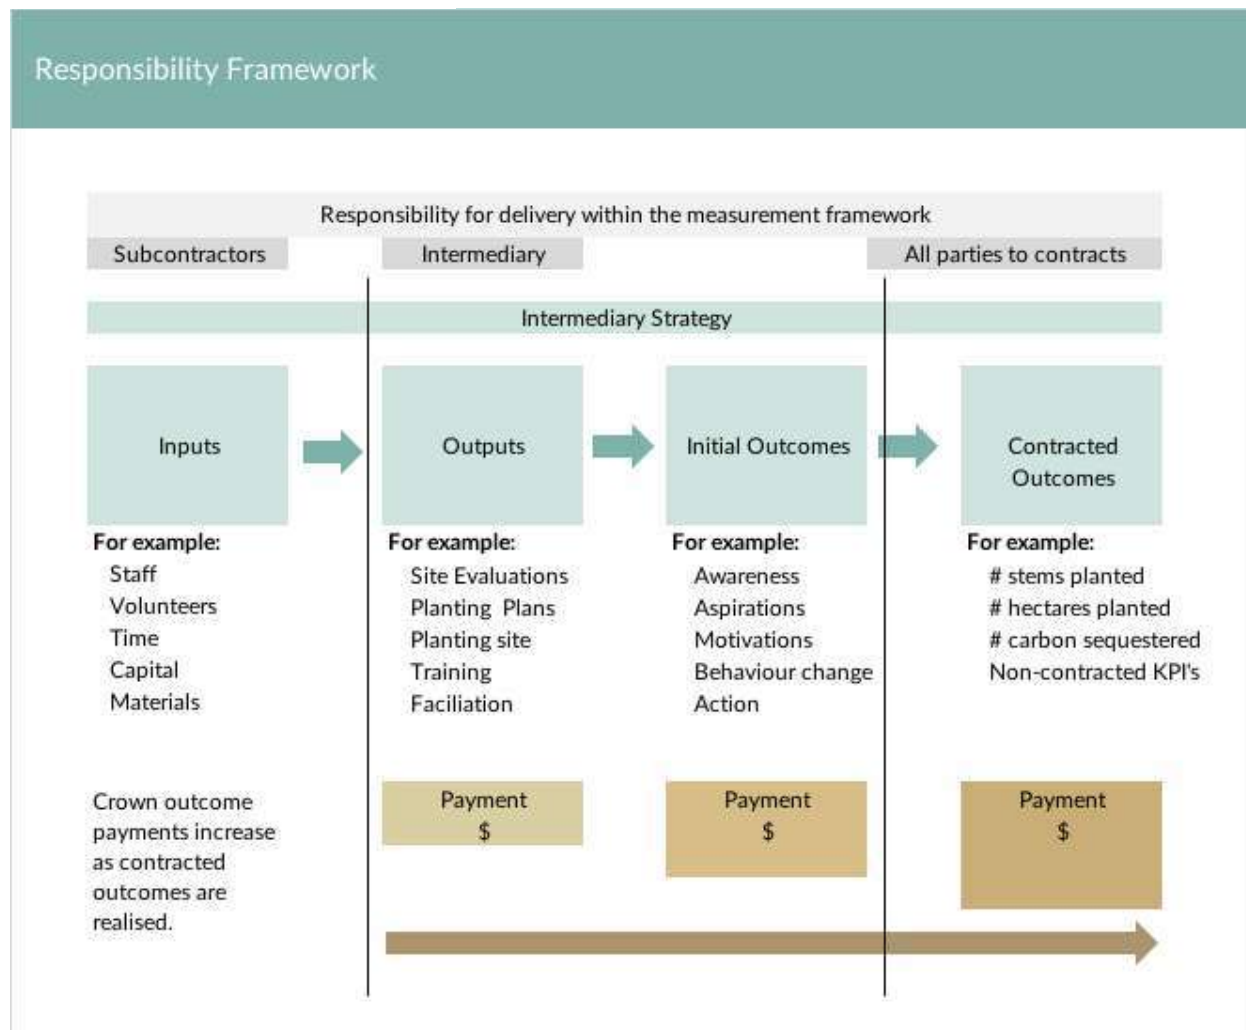 Responsibility Framework
Responsibility for delivery within the measurement framework
Subcontractors
Intermediary
All parties to contracts
Intermediary Strategy
Inputs
Outputs
Initial Outcomes
Contracted
Outcomes
For example:
Staff
Volunteers
Time
Capital
Materials
For example:
Site Evaluations
Planting Plans
Planting site
Training
Faciliation
For example:
Awareness
Aspirations
Motivations
Behaviour change
Action
For example:
# stems planted
# hectares planted
# carbon sequestered
Non-contracted KPI's
Crown outcome
payments increase
as contracted
outcomes are
realised.
Payment
$
Payment
$
Payment
$